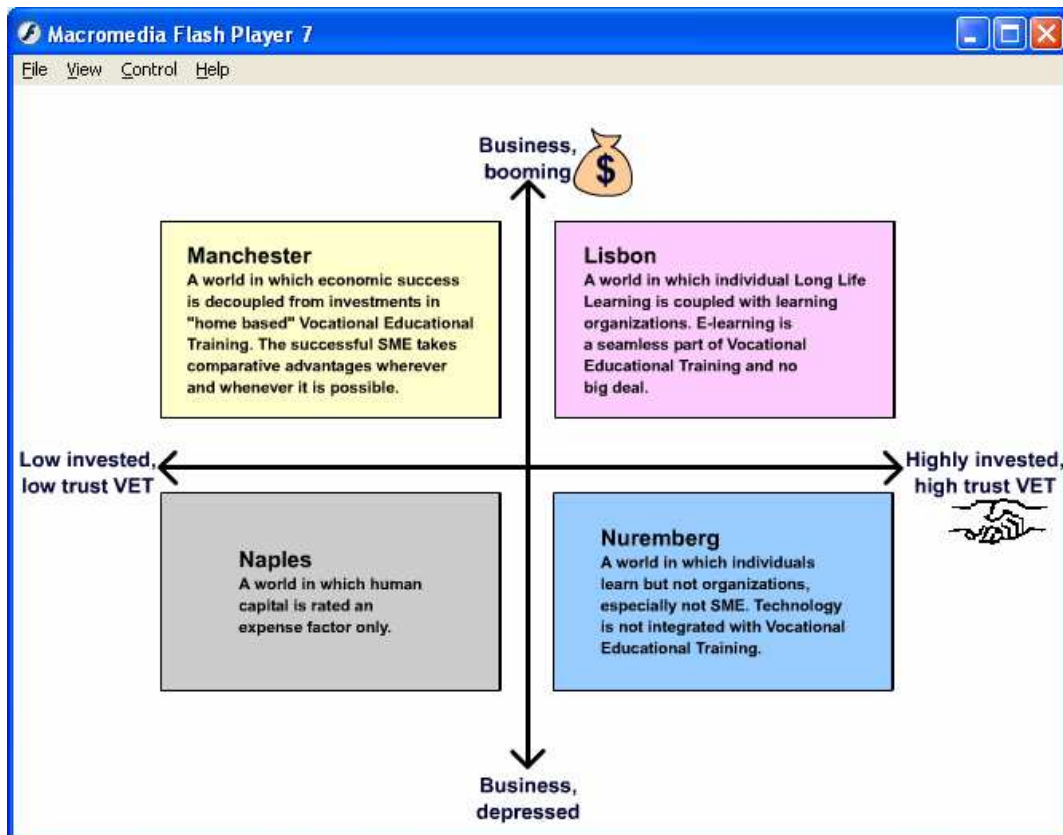 Macromedia Flash Player 7
File View Control Help
Business,
booming
$
Manchester
A world in which economic success
is decoupled from investments in
"home based" Vocational Educational
Training. The successful SME takes
comparative advantages wherever
and whenever it is possible.
Lisbon
A world in which individual Long Life
Learning is coupled with learning
organizations. E-learning is
a seamless part of Vocational
Educational Training and no
big deal.
Low invested,
low trust VET
Highly invested,
high trust VET
Naples
A world in which human
capital is rated an
expense factor only.
Nuremberg
A world in which individuals
learn but not organizations,
especially not SME. Technology
is not integrated with Vocational
Educational Training.
Business,
depressed